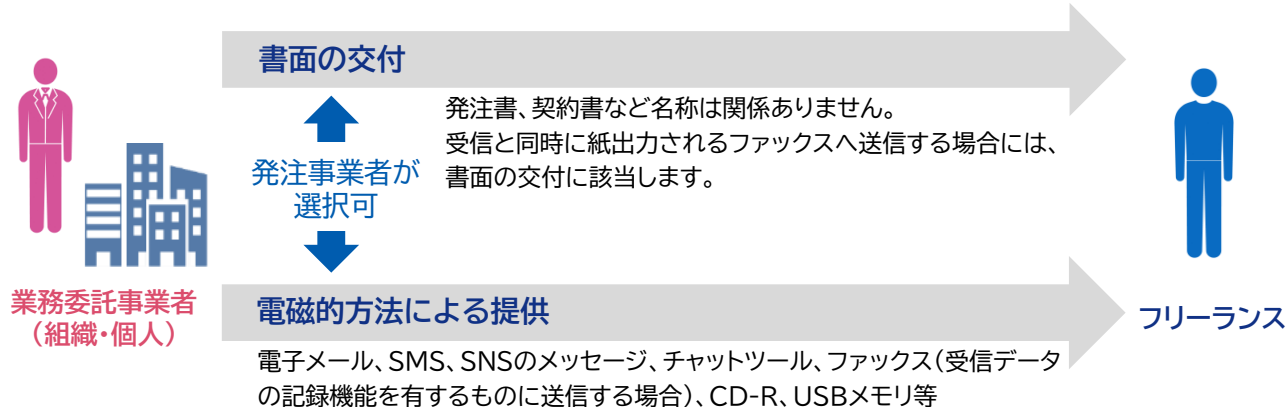 書面の交付
発注書、契約書など名称は関係ありません。
受信と同時に紙出力されるファックスへ送信する場合には、
書面の交付に該当します。
発注事業者が
選択可
業務委託事業者
（組織・個人）
電磁的方法による提供
電子メール、SMS、SNSのメッセージ、チャットツール、ファックス（受信データ
の記録機能を有するものに送信する場合）、CD-R、USBメモリ等
フリーランス